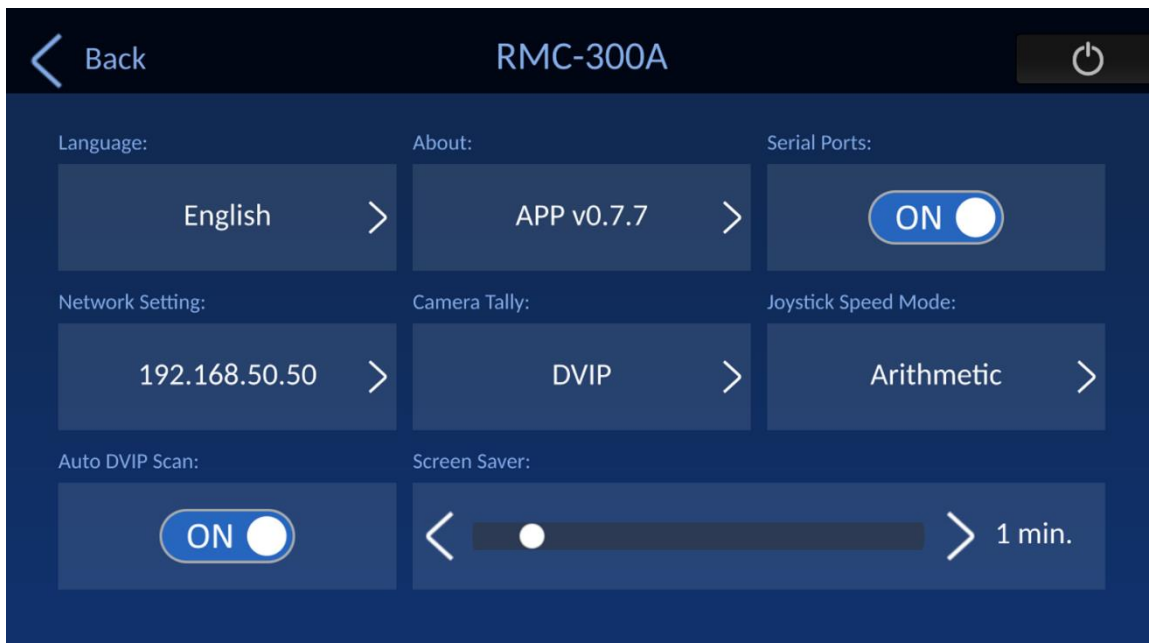 Back
RMC-300A
Language:
About:
Serial Ports:
English
APP v0.7.7
ON
Network Setting:
Camera Tally:
Joystick Speed Mode:
192.168.50.50
DVIP
Arithmetic
Auto DVIP Scan:
Screen Saver:
ON
1 min.